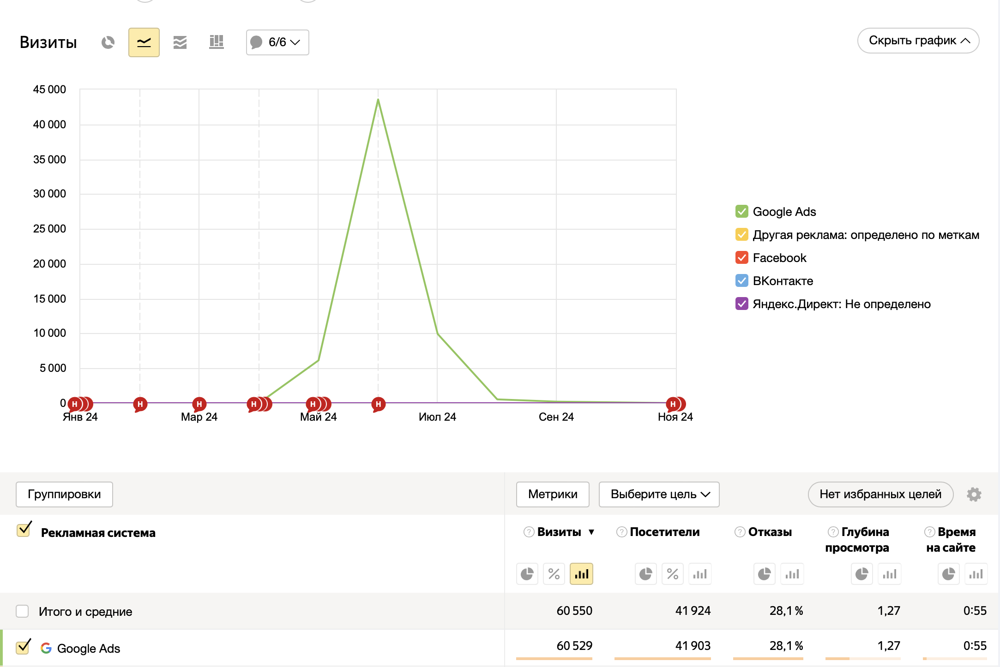 Визиты
6/6
Скрыть график
45 000
40 000
35 000
30 000
25 000
20 000
15 000
10 000
5 000
0
Н Н Н Н Н Н Н
Янв 24 Мар 24 Май 24 Июл 24 Сен 24 Ноя 24
Google Ads
Другая реклама: определено по меткам
Facebook
ВКонтакте
Яндекс.Директ: Не определено
Группировки Метрики Выберите цель Нет избранных целей
Рекламная система
? Визиты ▼ ? Посетители ? Отказы ? Глубина просмотра ? Время на сайте
% %
Итого и средние 60 550 41 924 28,1 % 1,27 0:55
Google Ads 60 529 41 903 28,1 % 1,27 0:55